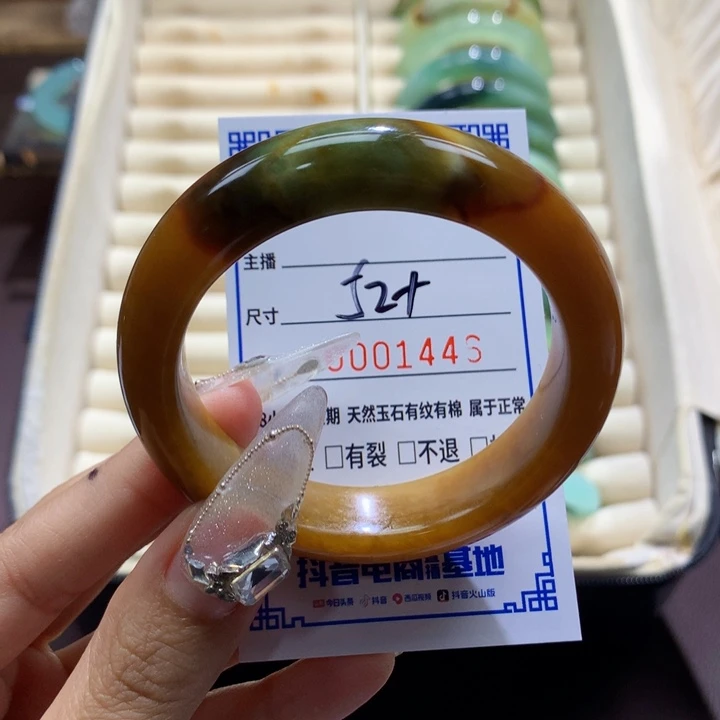 主播
尺寸 52+
0001448
期 天然玉石有纹有棉 属于正常
□有裂 □不退
抖音电商 基地
今日头条 抖音 西瓜视频 抖音火山版